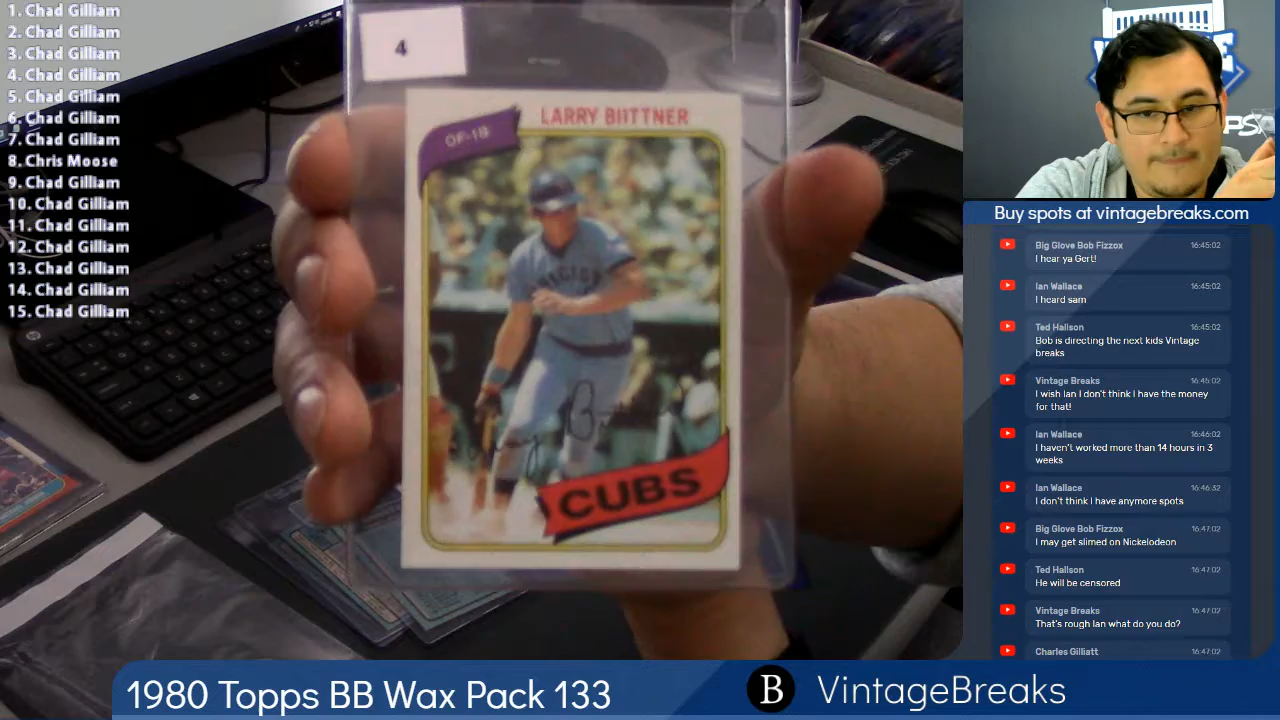 1. Chad Gilliam
2. Chad Gilliam
3. Chad Gilliam
4. Chad Gilliam
5. Chad Gilliam
6. Chad Gilliam
7. Chad Gilliam
8. Chris Moose
9. Chad Gilliam
10. Chad Gilliam
11. Chad Gilliam
12. Chad Gilliam
13. Chad Gilliam
14. Chad Gilliam
15. Chad Gilliam
4
LARRY BIITTNER
OF-1B
CUBS
Buy spots at vintagebreaks.com
Big Glove Bob Fizzox 16:45:02
I hear ya Gert!
Ian Wallace 16:45:02
I heard sam
Ted Hallson 16:45:02
Bob is directing the next kids Vintage
breaks
Vintage Breaks 16:45:02
I wish Ian I don't think I have the money
for that!
Ian Wallace 16:46:02
I haven't worked more than 14 hours in 3
weeks
Ian Wallace 16:46:32
I don't think I have anymore spots
Big Glove Bob Fizzox 16:47:02
I may get slimed on Nickelodeon
Ted Hallson 16:47:02
He will be censored
Vintage Breaks 16:47:02
That's rough Ian what do you do?
Charles Gilliatt 16:47:02
1980 Topps BB Wax Pack 133
B VintageBreaks